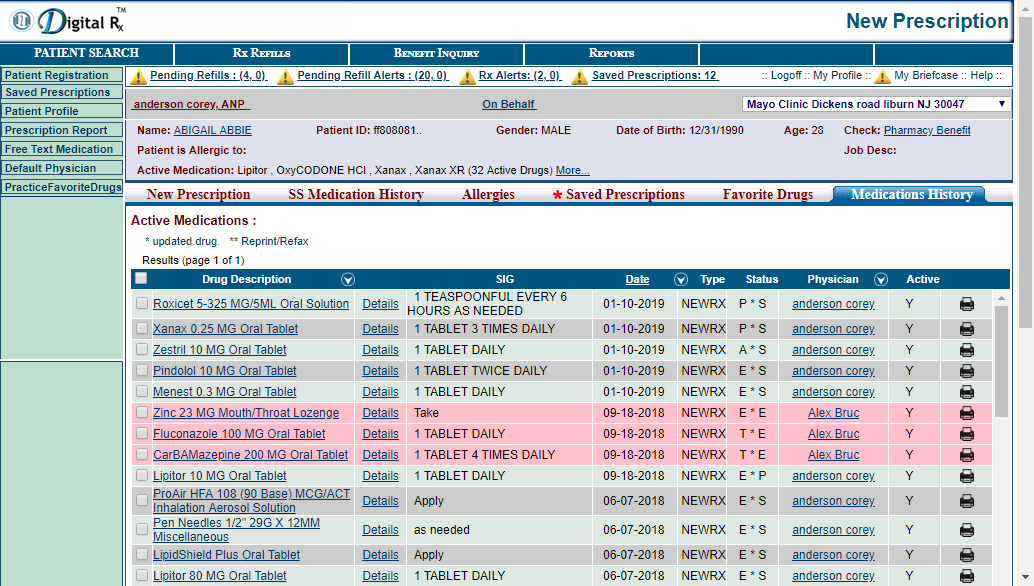 Digital Rx TM
New Prescription
PATIENT SEARCH RX REFILLS BENEFIT INQUIRY REPORTS
Patient Registration
Saved Prescriptions
Patient Profile
Prescription Report
Free Text Medication
Default Physician
PracticeFavoriteDrugs
Pending Refills : (4, 0) Pending Refill Alerts : (20, 0) Rx Alerts: (2, 0) Saved Prescriptions: 12 :: Logoff :: My Profile :: My Briefcase :: Help ::
anderson corey, ANP On Behalf Mayo Clinic Dickens road liburn NJ 30047
Name: ABIGAIL ABBIE Patient ID: ff808081.. Gender: MALE Date of Birth: 12/31/1990 Age: 28 Check: Pharmacy Benefit
Patient is Allergic to: Job Desc:
Active Medication: Lipitor , OxyCODONE HCl , Xanax , Xanax XR (32 Active Drugs) More...
New Prescription SS Medication History Allergies * Saved Prescriptions Favorite Drugs Medications History
Active Medications :
* updated drug. ** Reprint/Refax
Results (page 1 of 1)
Drug Description SIG Date Type Status Physician Active
Roxicet 5-325 MG/5ML Oral Solution Details 1 TEASPOONFUL EVERY 6 HOURS AS NEEDED 01-10-2019 NEWRX P * S anderson corey Y
Xanax 0.25 MG Oral Tablet Details 1 TABLET 3 TIMES DAILY 01-10-2019 NEWRX P * S anderson corey Y
Zestril 10 MG Oral Tablet Details 1 TABLET DAILY 01-10-2019 NEWRX A * S anderson corey Y
Pindolol 10 MG Oral Tablet Details 1 TABLET TWICE DAILY 01-10-2019 NEWRX E * S anderson corey Y
Menest 0.3 MG Oral Tablet Details 1 TABLET DAILY 01-10-2019 NEWRX E * S anderson corey Y
Zinc 23 MG Mouth/Throat Lozenge Details Take 09-18-2018 NEWRX E * E Alex Bruc Y
Fluconazole 100 MG Oral Tablet Details 1 TABLET DAILY 09-18-2018 NEWRX T * E Alex Bruc Y
CarBAMazepine 200 MG Oral Tablet Details 1 TABLET 4 TIMES DAILY 09-18-2018 NEWRX T * E Alex Bruc Y
Lipitor 10 MG Oral Tablet Details 1 TABLET DAILY 09-18-2018 NEWRX E * P anderson corey Y
ProAir HFA 108 (90 Base) MCG/ACT Inhalation Aerosol Solution Details Apply 06-07-2018 NEWRX E * S anderson corey Y
Pen Needles 1/2" 29G X 12MM Miscellaneous Details as needed 06-07-2018 NEWRX E * S anderson corey Y
LipidShield Plus Oral Tablet Details Apply 06-07-2018 NEWRX E * S anderson corey Y
Lipitor 80 MG Oral Tablet Details 1 TABLET DAILY 06-07-2018 NEWRX E * S anderson corey Y